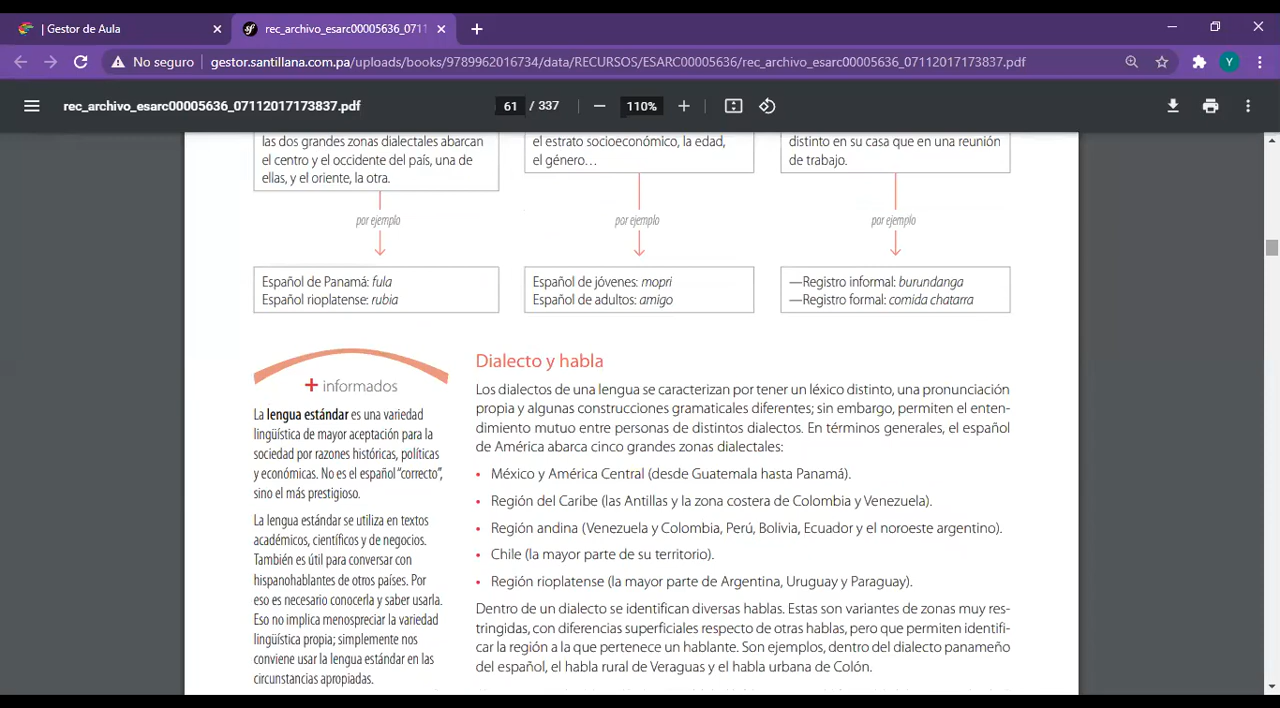 | Gestor de Aula
rec_archivo_esarc00005636_0711
No seguro
gestor.santillana.com.pa/uploads/books/9789962016734/data/RECURSOS/ESARC00005636/rec_archivo_esarc00005636_07112017173837.pdf
Y
rec_archivo_esarc00005636_07112017173837.pdf
61 / 337
110%
las dos grandes zonas dialectales abarcan
el centro y el occidente del país, una de
ellas, y el oriente, la otra.
el estrato socioeconómico, la edad,
el género…
distinto en su casa que en una reunión
de trabajo.
por ejemplo
por ejemplo
por ejemplo
Español de Panamá: fula
Español rioplatense: rubia
Español de jóvenes: mopri
Español de adultos: amigo
—Registro informal: burundanga
—Registro formal: comida chatarra
+ informados
La lengua estándar es una variedad
lingüística de mayor aceptación para la
sociedad por razones históricas, políticas
y económicas. No es el español “correcto”,
sino el más prestigioso.
La lengua estándar se utiliza en textos
académicos, científicos y de negocios.
También es útil para conversar con
hispanohablantes de otros países. Por
eso es necesario conocerla y saber usarla.
Eso no implica menospreciar la variedad
lingüística propia; simplemente nos
conviene usar la lengua estándar en las
circunstancias apropiadas.
Dialecto y habla
Los dialectos de una lengua se caracterizan por tener un léxico distinto, una pronunciación
propia y algunas construcciones gramaticales diferentes; sin embargo, permiten el enten-
dimiento mutuo entre personas de distintos dialectos. En términos generales, el español
de América abarca cinco grandes zonas dialectales:
• México y América Central (desde Guatemala hasta Panamá).
• Región del Caribe (las Antillas y la zona costera de Colombia y Venezuela).
• Región andina (Venezuela y Colombia, Perú, Bolivia, Ecuador y el noroeste argentino).
• Chile (la mayor parte de su territorio).
• Región rioplatense (la mayor parte de Argentina, Uruguay y Paraguay).
Dentro de un dialecto se identifican diversas hablas. Estas son variantes de zonas muy res-
tringidas, con diferencias superficiales respecto de otras hablas, pero que permiten identifi-
car la región a la que pertenece un hablante. Son ejemplos, dentro del dialecto panameño
del español, el habla rural de Veraguas y el habla urbana de Colón.